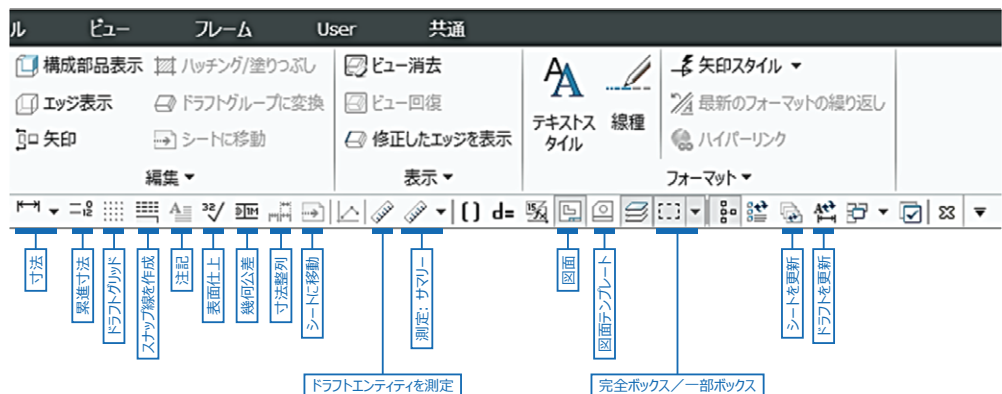 ル ビュー フレーム User 共通
構成部品表示 ハッチング/塗りつぶし
エッジ表示 ドラフトグループに変換
矢印 シートに移動
編集
ビュー消去
ビュー回復
修正したエッジを表示
表示
テキストス
タイル
線種
矢印スタイル
最新のフォーマットの繰り返し
ハイパーリンク
フォーマット
d=
寸法
累進寸法
ドラフトグリッド
スナップ線を作成
注記
表面仕上
幾何公差
寸法整列
シートに移動
ドラフトエンティティを測定
測定: サマリー
図面
図面テンプレート
完全ボックス／一部ボックス
シートを更新
ドラフトを更新